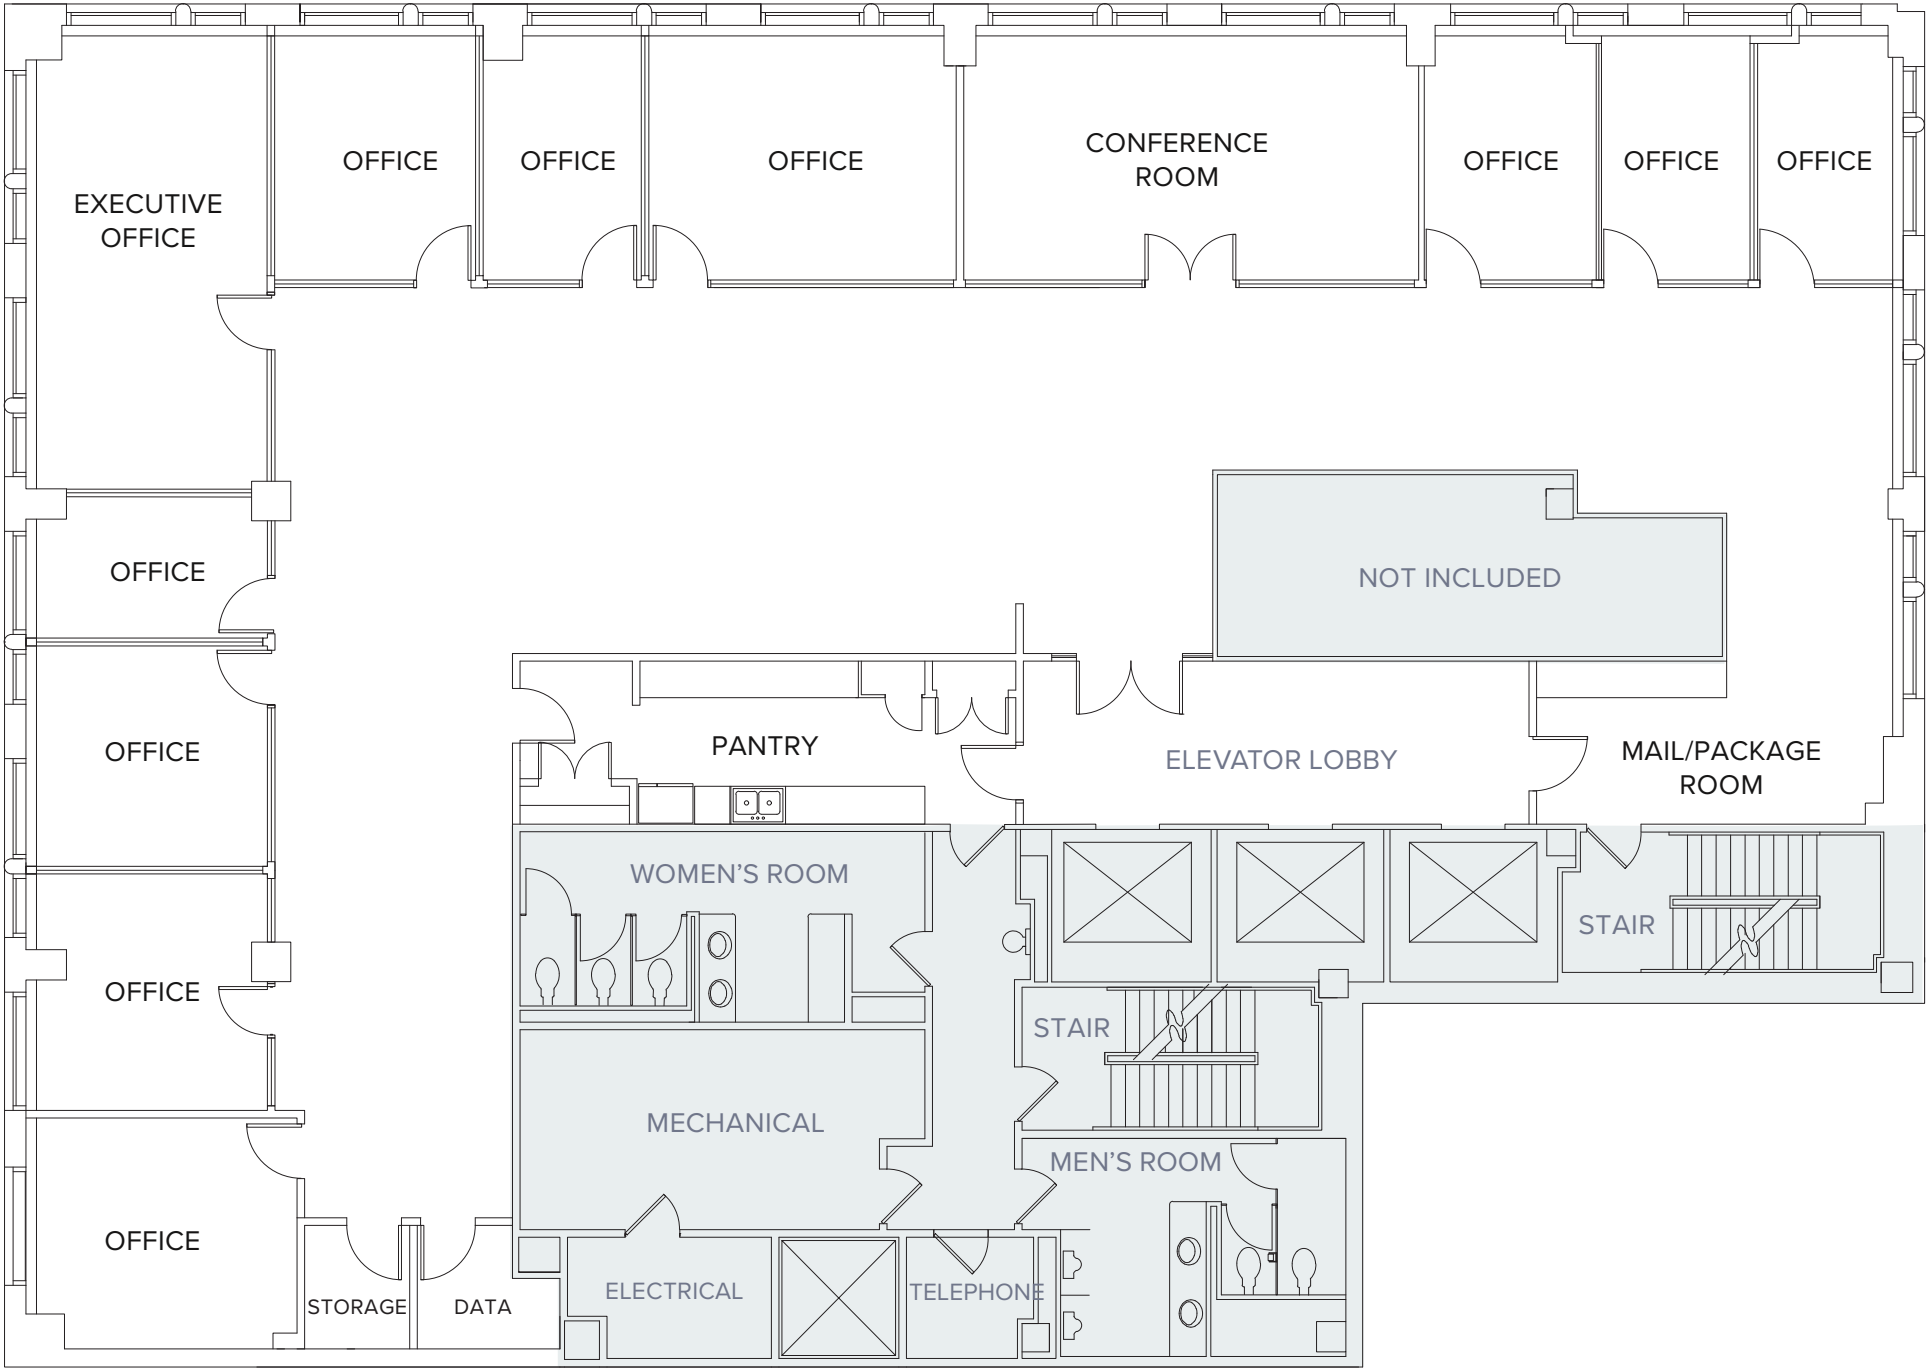 OFFICE
OFFICE
OFFICE
CONFERENCE
ROOM
OFFICE
OFFICE
OFFICE
EXECUTIVE
OFFICE
OFFICE
NOT INCLUDED
OFFICE
PANTRY
ELEVATOR LOBBY
MAIL/PACKAGE
ROOM
WOMEN'S ROOM
STAIR
OFFICE
STAIR
MECHANICAL
MEN'S ROOM
OFFICE
STORAGE
DATA
ELECTRICAL
TELEPHONE